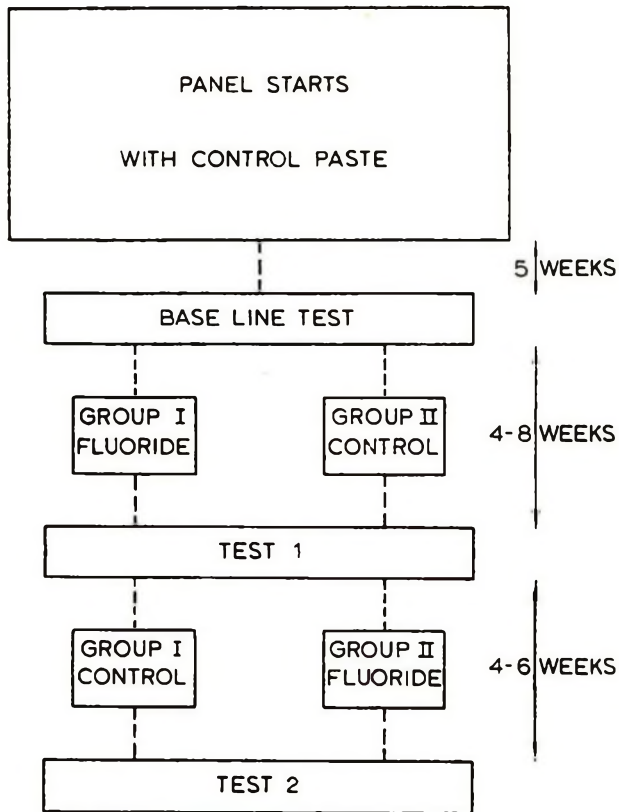 PANEL STARTS
WITH CONTROL PASTE
5 WEEKS
BASE LINE TEST
GROUP I
FLUORIDE
GROUP II
CONTROL
4-8 WEEKS
TEST 1
GROUP I
CONTROL
GROUP II
FLUORIDE
4-6 WEEKS
TEST 2